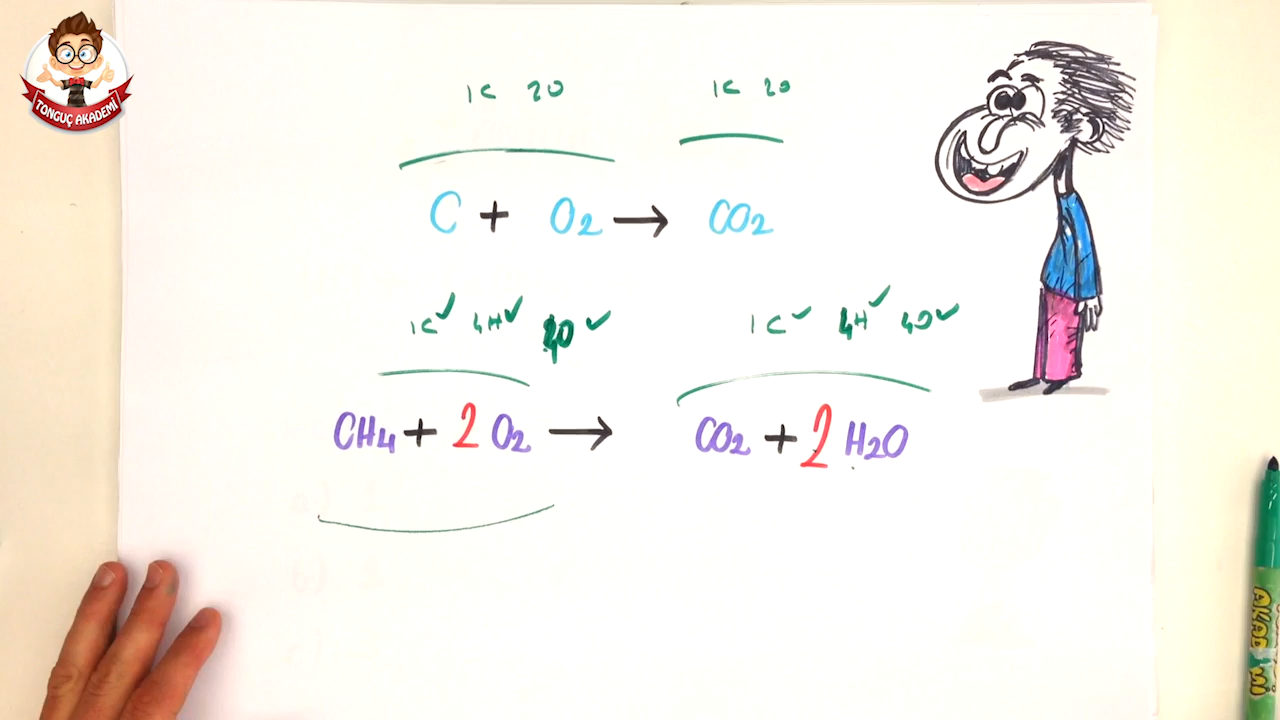 TONGUÇ AKADEMİ
1C 2O 1C 2O
C + O2 → CO2
1C✓ 4H✓ 4O✓ 1C✓ 4H✓ 4O✓
CH4 + 2 O2 → CO2 + 2 H2O